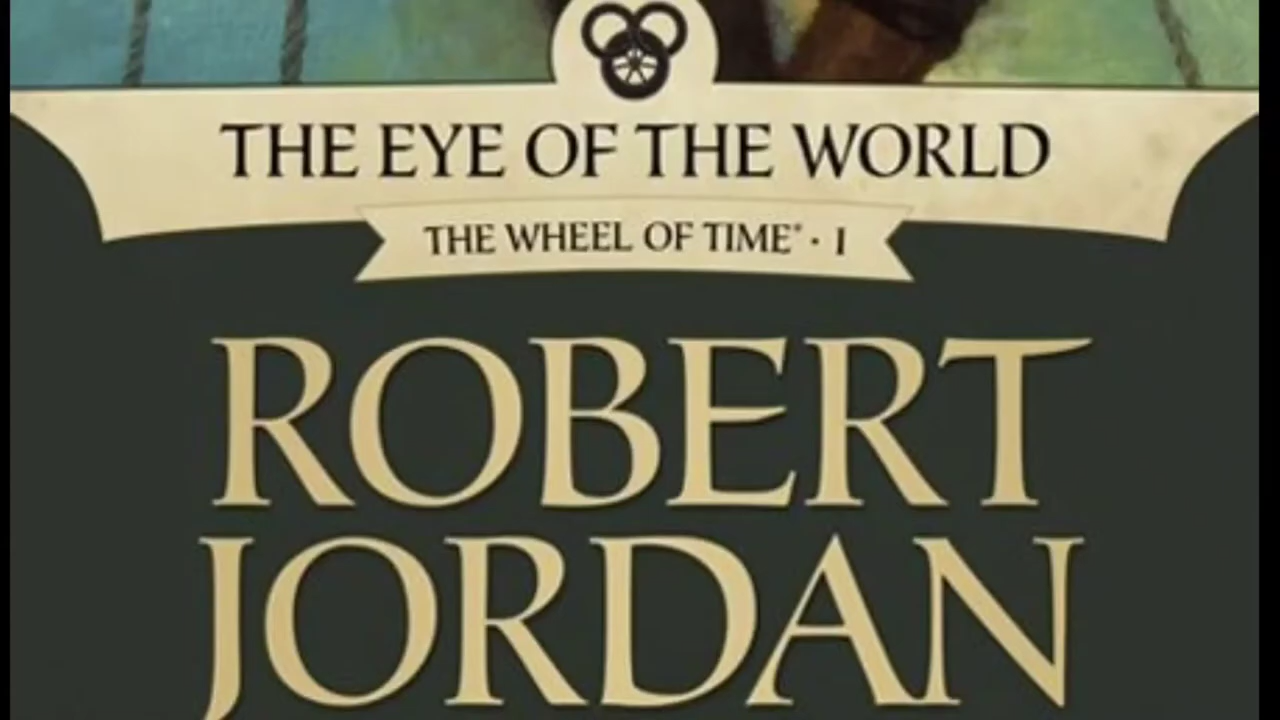 THE EYE OF THE WORLD
THE WHEEL OF TIME® · I
ROBERT
JORDAN